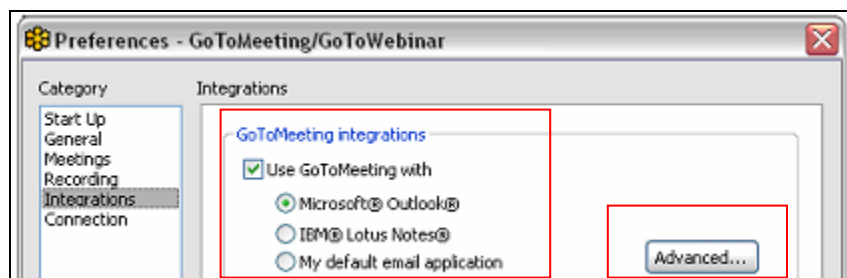 Preferences - GoToMeeting/GoToWebinar
Category
Integrations
Start Up
General
Meetings
Recording
Integrations
Connection
GoToMeeting integrations
Use GoToMeeting with
Microsoft® Outlook®
IBM® Lotus Notes®
My default email application
Advanced...